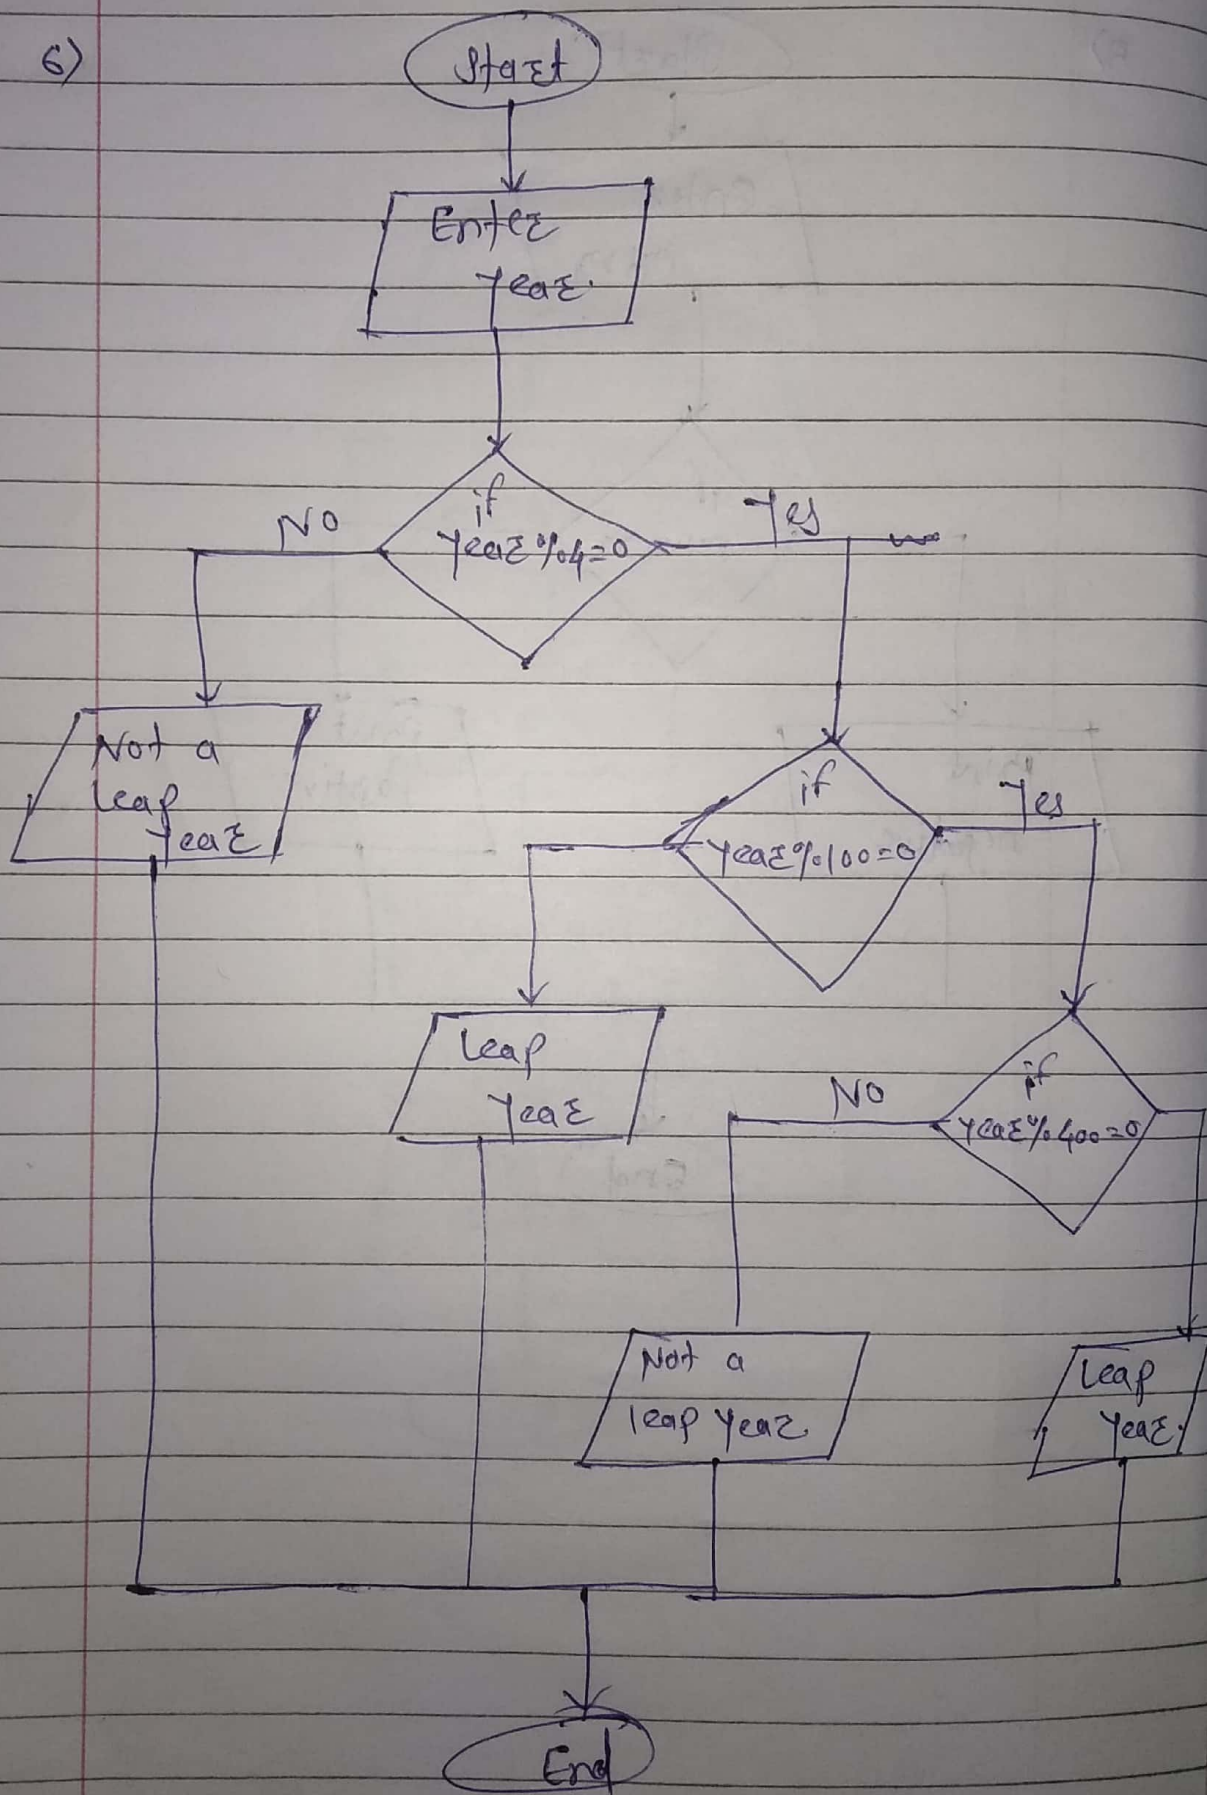 6)
Start
Enter
year.
if
year%4=0
No
Yes
Not a
leap
year
if
year%100=0
Yes
leap
year
if
year%400=0
No
Not a
leap year.
leap
year.
End